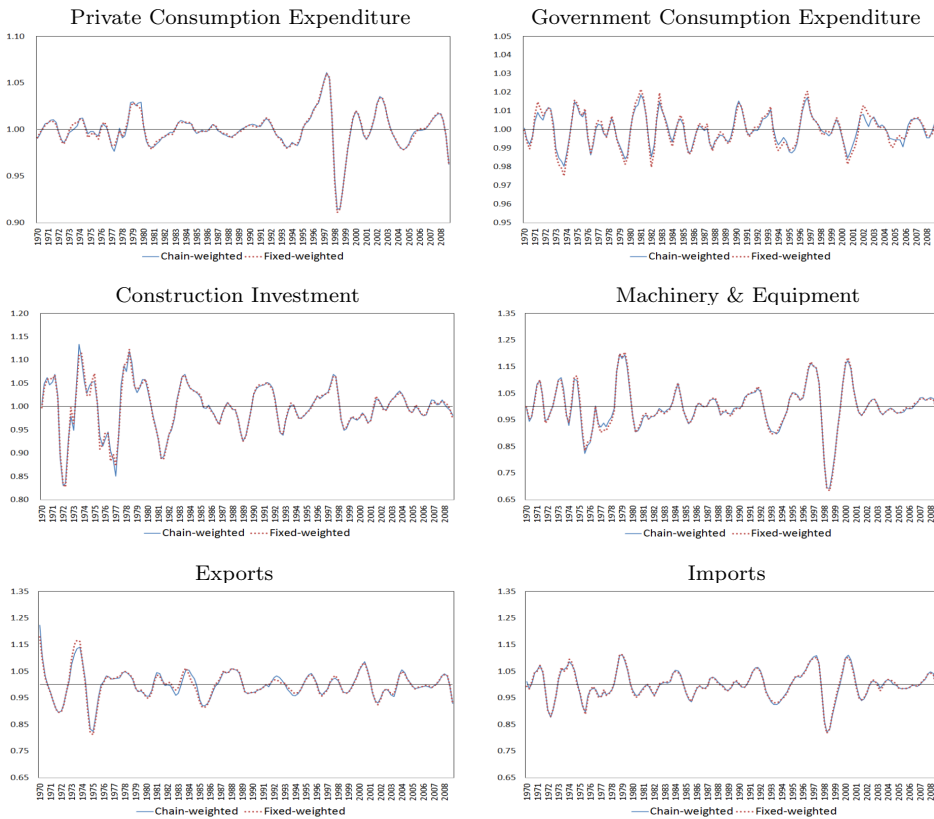 Private Consumption Expenditure
1.10
1.05
1.00
0.95
0.90
1970 1971 1972 1973 1974 1975 1976 1977 1978 1979 1980 1981 1982 1983 1984 1985 1986 1987 1988 1989 1990 1991 1992 1993 1994 1995 1996 1997 1998 1999 2000 2001 2002 2003 2004 2005 2006 2007 2008
Chain-weighted Fixed-weighted
Government Consumption Expenditure
1.05
1.04
1.03
1.02
1.01
1.00
0.99
0.98
0.97
0.96
0.95
1970 1971 1972 1973 1974 1975 1976 1977 1978 1979 1980 1981 1982 1983 1984 1985 1986 1987 1988 1989 1990 1991 1992 1993 1994 1995 1996 1997 1998 1999 2000 2001 2002 2003 2004 2005 2006 2007 2008
Chain-weighted Fixed-weighted
Construction Investment
1.20
1.15
1.10
1.05
1.00
0.95
0.90
0.85
0.80
1970 1971 1972 1973 1974 1975 1976 1977 1978 1979 1980 1981 1982 1983 1984 1985 1986 1987 1988 1989 1990 1991 1992 1993 1994 1995 1996 1997 1998 1999 2000 2001 2002 2003 2004 2005 2006 2007 2008
Chain-weighted Fixed-weighted
Machinery & Equipment
1.35
1.25
1.15
1.05
0.95
0.85
0.75
0.65
1970 1971 1972 1973 1974 1975 1976 1977 1978 1979 1980 1981 1982 1983 1984 1985 1986 1987 1988 1989 1990 1991 1992 1993 1994 1995 1996 1997 1998 1999 2000 2001 2002 2003 2004 2005 2006 2007 2008
Chain-weighted Fixed-weighted
Exports
1.35
1.25
1.15
1.05
0.95
0.85
0.75
0.65
1970 1971 1972 1973 1974 1975 1976 1977 1978 1979 1980 1981 1982 1983 1984 1985 1986 1987 1988 1989 1990 1991 1992 1993 1994 1995 1996 1997 1998 1999 2000 2001 2002 2003 2004 2005 2006 2007 2008
Chain-weighted Fixed-weighted
Imports
1.35
1.25
1.15
1.05
0.95
0.85
0.75
0.65
1970 1971 1972 1973 1974 1975 1976 1977 1978 1979 1980 1981 1982 1983 1984 1985 1986 1987 1988 1989 1990 1991 1992 1993 1994 1995 1996 1997 1998 1999 2000 2001 2002 2003 2004 2005 2006 2007 2008
Chain-weighted Fixed-weighted